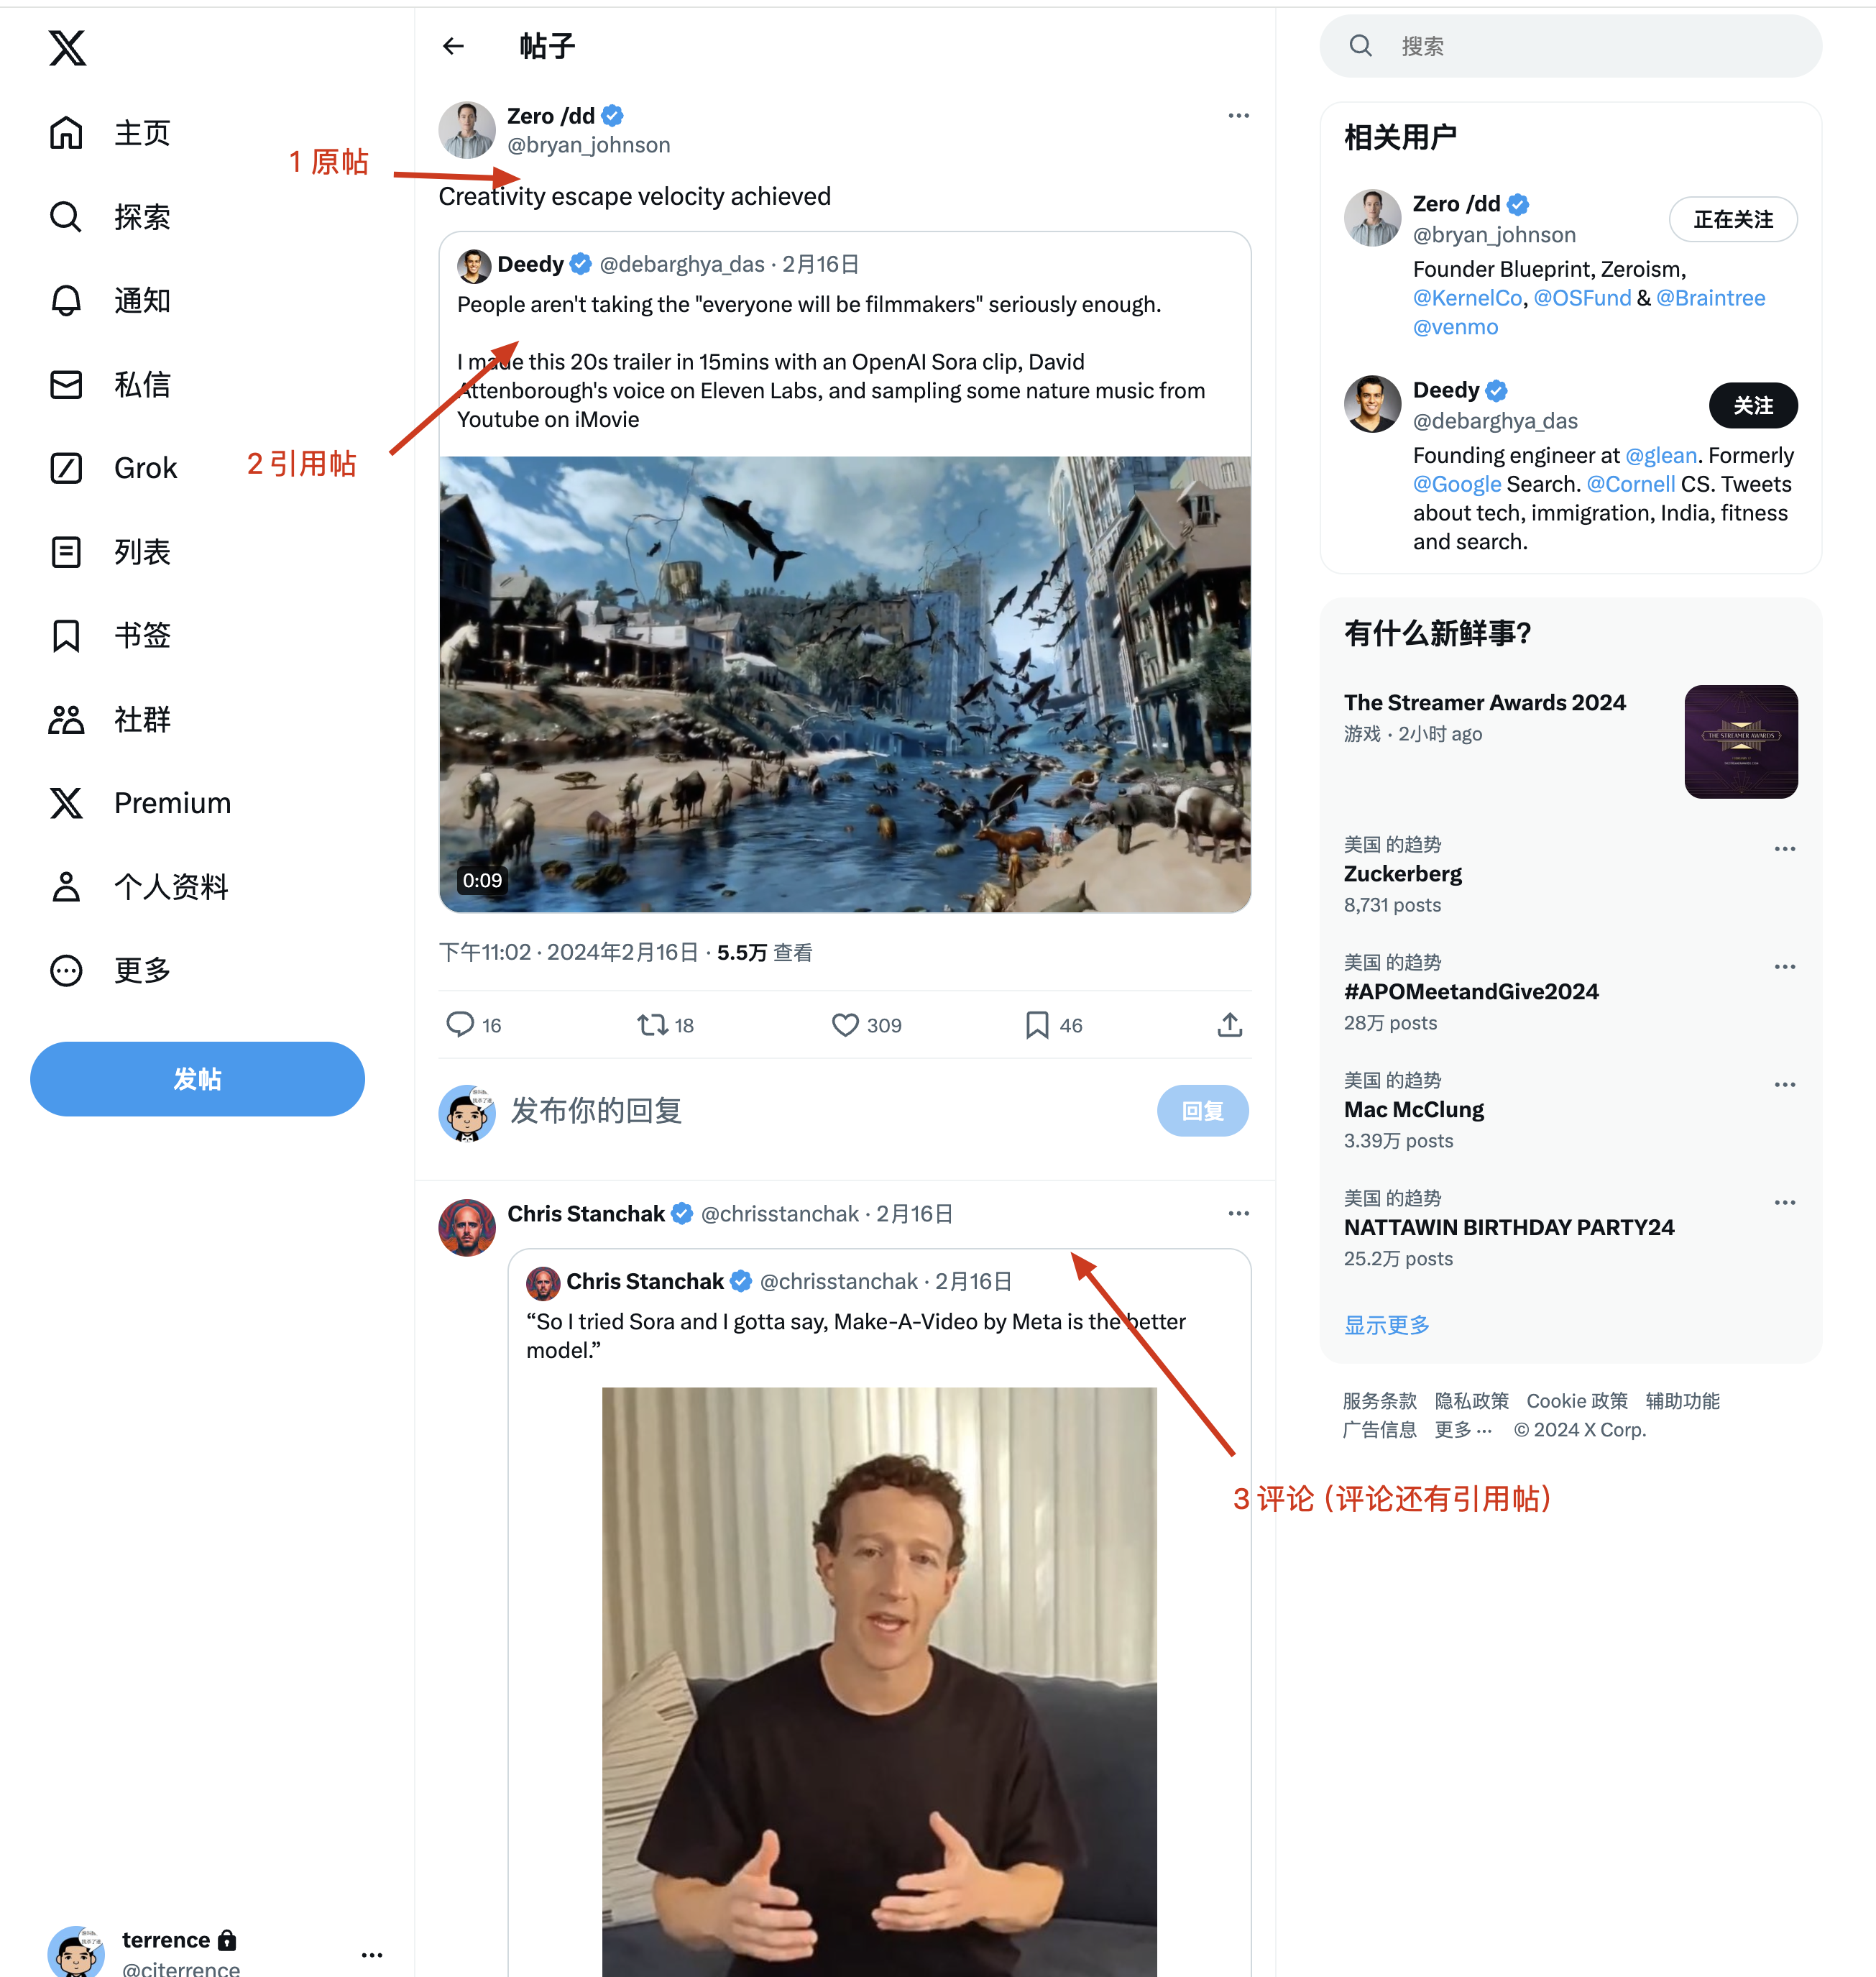 主页
探索
通知
私信
Grok
列表
书签
社群
Premium
个人资料
更多
发帖
terrence
@citerrence
1 原帖
2 引用帖
帖子
Zero /dd
@bryan_johnson
Creativity escape velocity achieved
Deedy @debarghya_das · 2月16日
People aren't taking the "everyone will be filmmakers" seriously enough.
I made this 20s trailer in 15mins with an OpenAI Sora clip, David
Attenborough's voice on Eleven Labs, and sampling some nature music from
Youtube on iMovie
0:09
下午11:02 · 2024年2月16日 · 5.5万 查看
16 18 309 46
发布你的回复
回复
Chris Stanchak @chrisstanchak · 2月16日
Chris Stanchak @chrisstanchak · 2月16日
“So I tried Sora and I gotta say, Make-A-Video by Meta is the better
model.”
3 评论（评论还有引用帖）
搜索
相关用户
Zero /dd
@bryan_johnson
正在关注
Founder Blueprint, Zeroism,
@KernelCo, @OSFund & @Braintree
@venmo
Deedy
@debarghya_das
关注
Founding engineer at @glean. Formerly
@Google Search. @Cornell CS. Tweets
about tech, immigration, India, fitness
and search.
有什么新鲜事?
The Streamer Awards 2024
游戏 · 2小时 ago
THE STREAMER AWARDS
美国 的趋势
Zuckerberg
8,731 posts
美国 的趋势
#APOMeetandGive2024
28万 posts
美国 的趋势
Mac McClung
3.39万 posts
美国 的趋势
NATTAWIN BIRTHDAY PARTY24
25.2万 posts
显示更多
服务条款 隐私政策 Cookie 政策 辅助功能
广告信息 更多 ··· © 2024 X Corp.